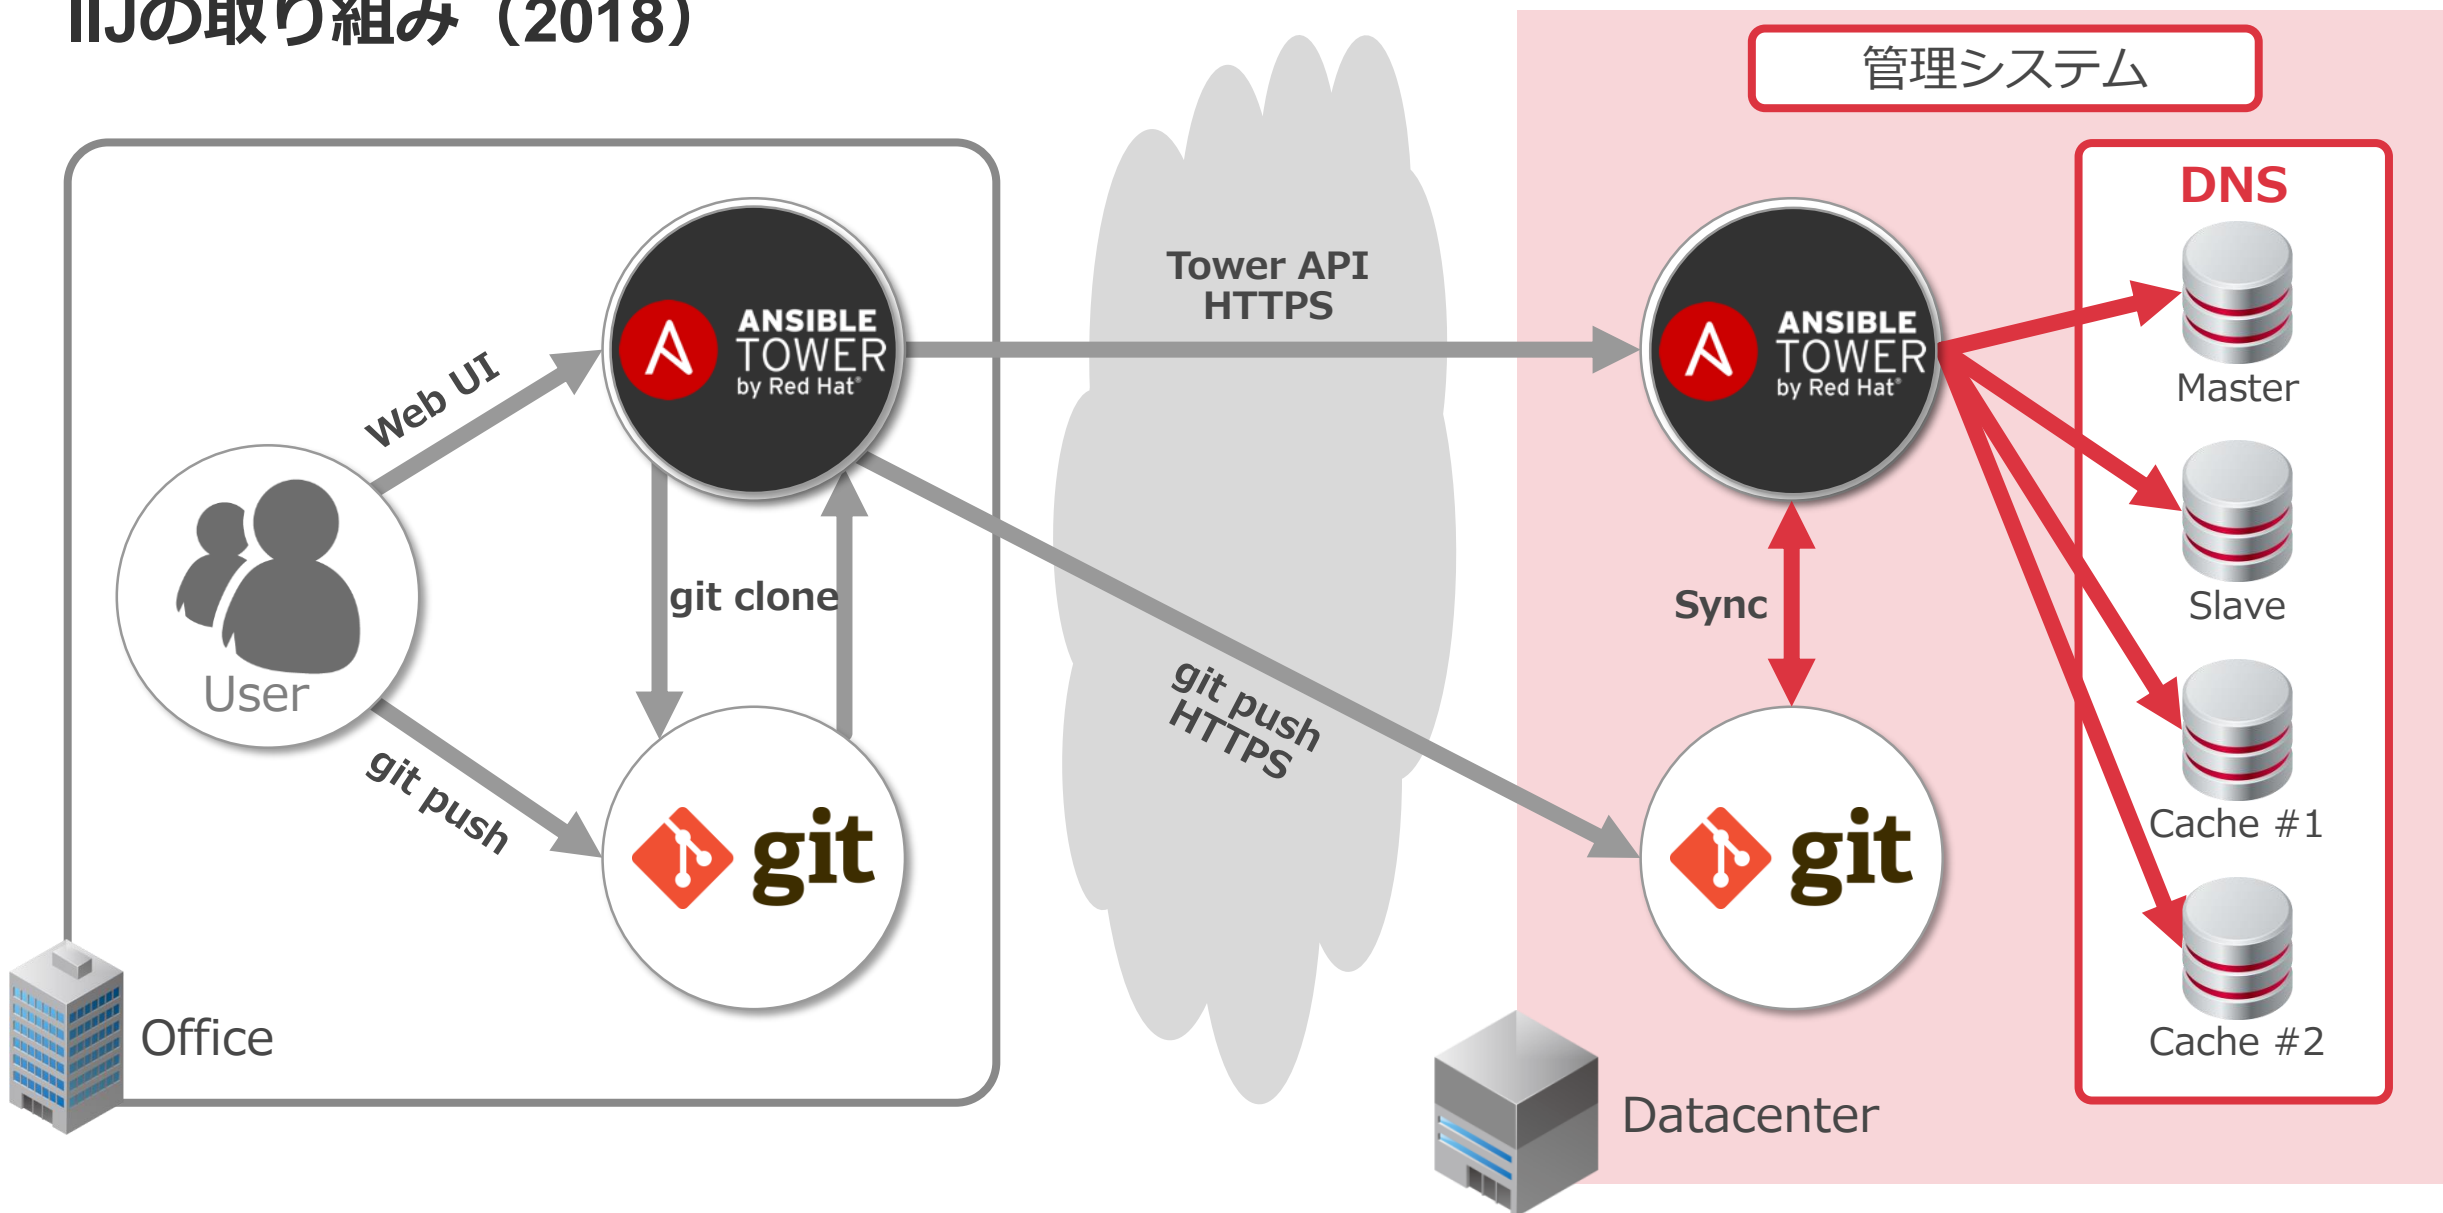 IIJの取り組み（2018）
管理システム
DNS
Tower API
HTTPS
ANSIBLE
TOWER
by Red Hat®
ANSIBLE
TOWER
by Red Hat®
Master
Web UI
Slave
git clone
Sync
User
git push
HTTPS
git push
git
git
Cache #1
Cache #2
Office
Datacenter